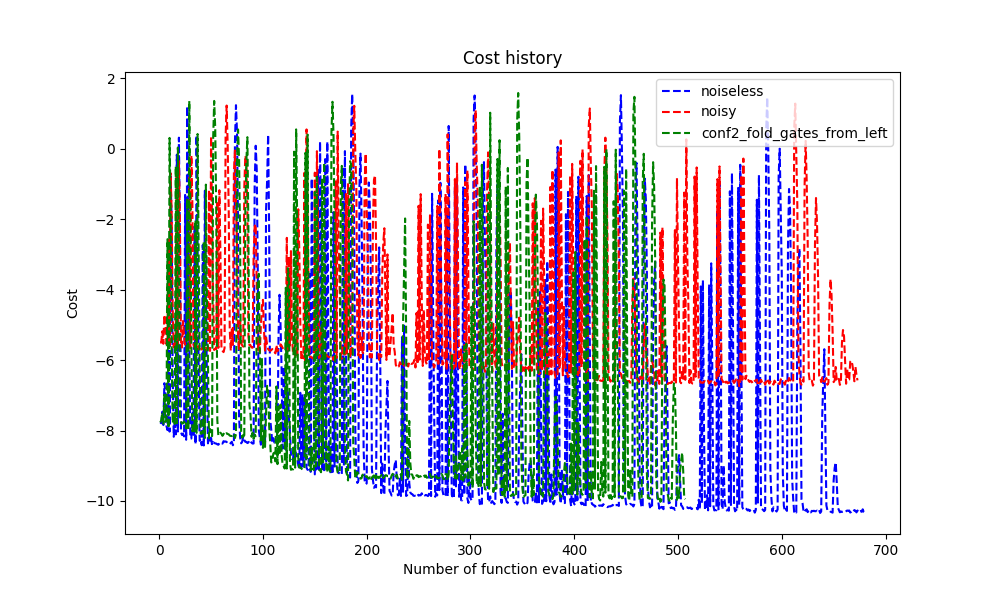 Cost history
noiseless
noisy
conf2_fold_gates_from_left
Cost
2
0
−2
−4
−6
−8
−10
0 100 200 300 400 500 600 700
Number of function evaluations